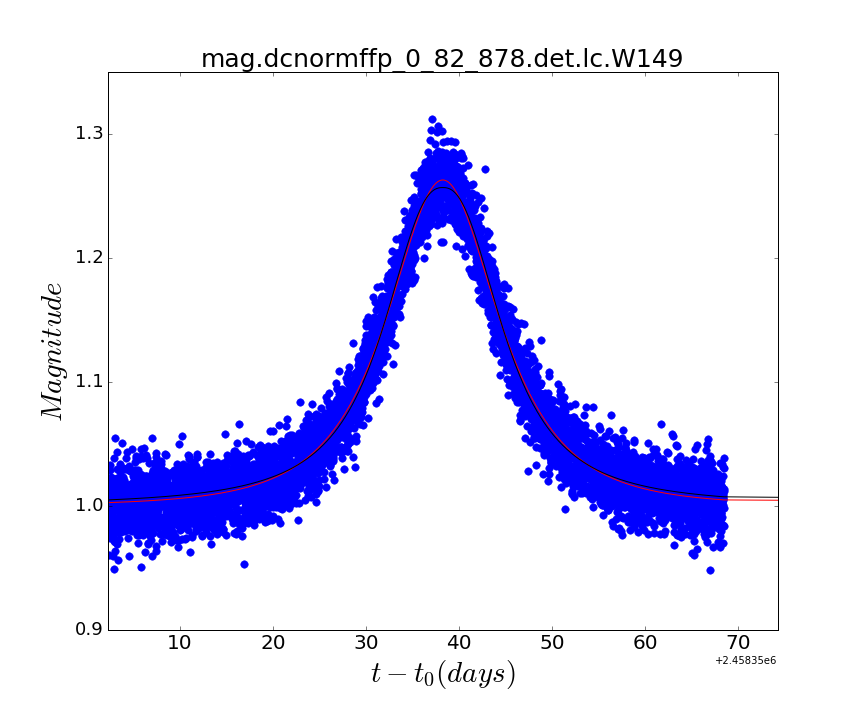 mag.dcnormffp_0_82_878.det.lc.W149
1.3
1.2
1.1
1.0
0.9
Magnitude
10 20 30 40 50 60 70
+2.45835e6
t − t₀(days)